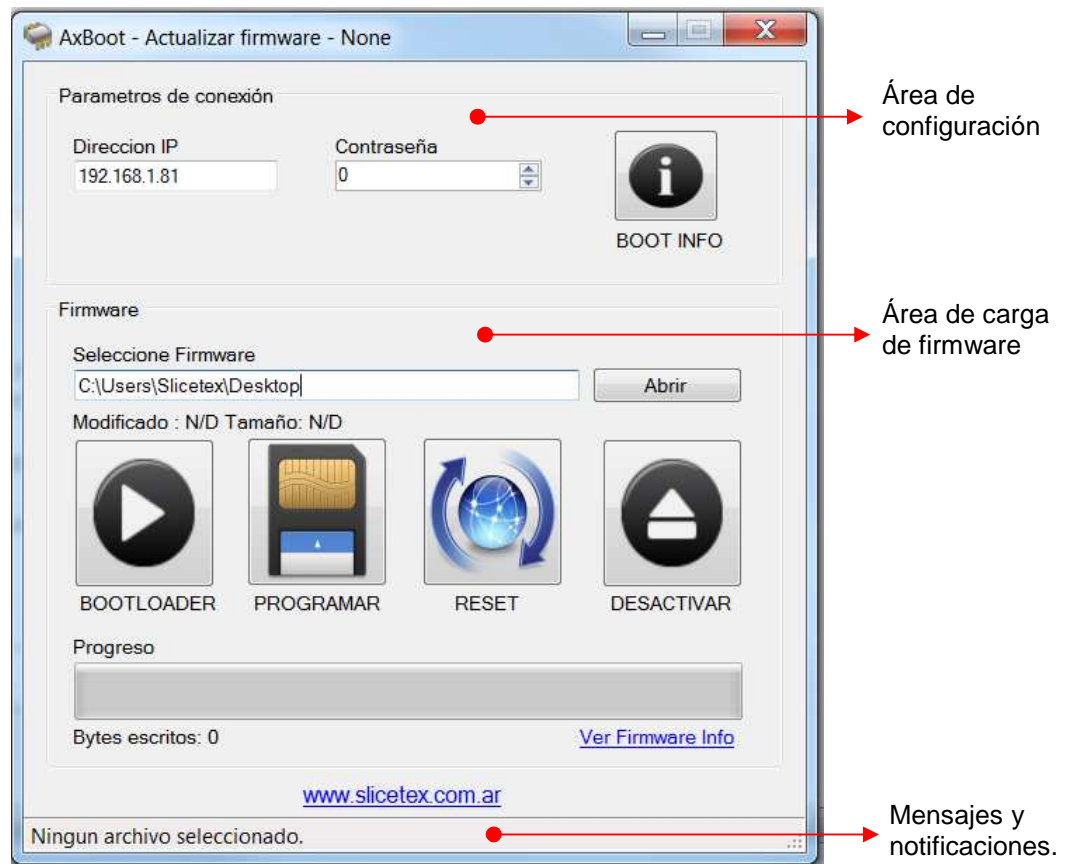 AxBoot - Actualizar firmware - None
Parametros de conexión
Área de
configuración
Direccion IP
Contraseña
192.168.1.81
0
BOOT INFO
Firmware
Área de carga
de firmware
Seleccione Firmware
C:\Users\Slicetex\Desktop
Abrir
Modificado : N/D Tamaño: N/D
BOOTLOADER
PROGRAMAR
RESET
DESACTIVAR
Progreso
Bytes escritos: 0
Ver Firmware Info
www.slicetex.com.ar
Ningun archivo seleccionado.
Mensajes y
notificaciones.